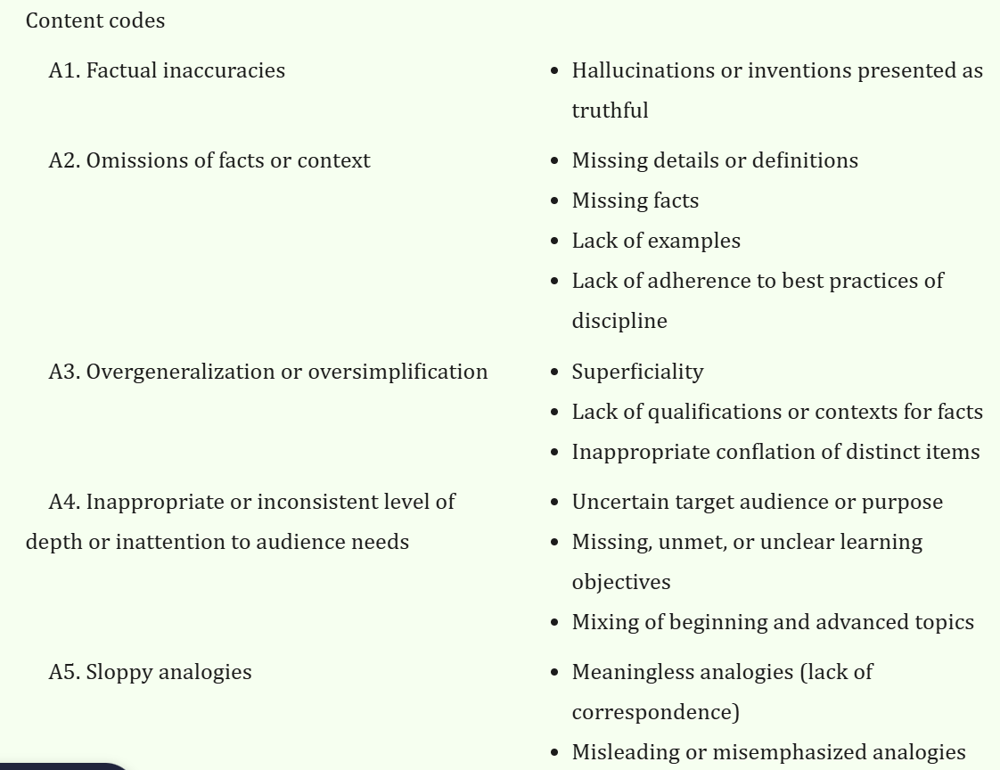 Content codes
A1. Factual inaccuracies
• Hallucinations or inventions presented as
truthful
A2. Omissions of facts or context
• Missing details or definitions
• Missing facts
• Lack of examples
• Lack of adherence to best practices of
discipline
A3. Overgeneralization or oversimplification
• Superficiality
• Lack of qualifications or contexts for facts
• Inappropriate conflation of distinct items
A4. Inappropriate or inconsistent level of
depth or inattention to audience needs
• Uncertain target audience or purpose
• Missing, unmet, or unclear learning
objectives
• Mixing of beginning and advanced topics
A5. Sloppy analogies
• Meaningless analogies (lack of
correspondence)
• Misleading or misemphasized analogies